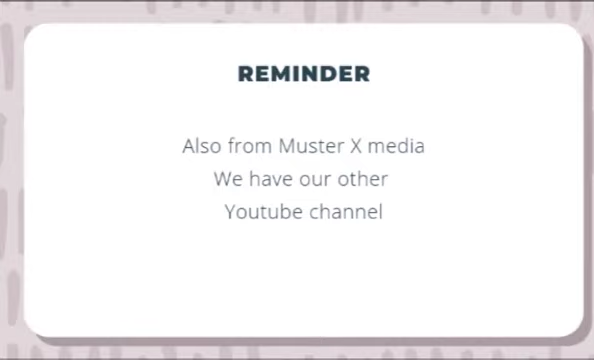 REMINDER
Also from Muster X media
We have our other
Youtube channel